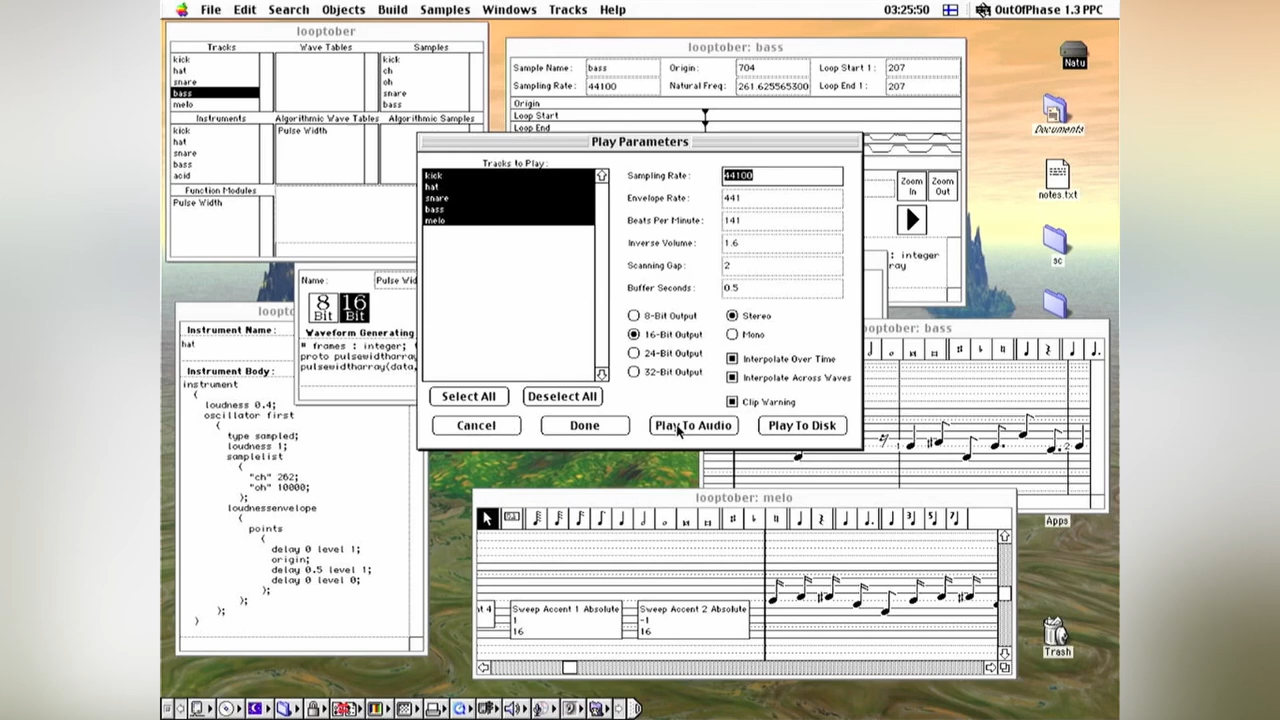 File Edit Search Objects Build Samples Windows Tracks Help 03:25:50 OutOfPhase 1.3 PPC
looptober
Tracks Wave Tables Samples
kick
hat
snare
bass
melo
kick
ch
oh
snare
bass
Instruments Algorithmic Wave Tables Algorithmic Samples
kick
hat
snare
bass
acid
Pulse Width
Function Modules
Pulse Width
looptober: bass
Sample Name: bass Origin: 704 Loop Start 1: 207
Sampling Rate: 44100 Natural Freq: 261.625565300 Loop End 1: 207
Origin
Loop Start
Loop End
Zoom In
Zoom Out
: integer
Play Parameters
Tracks to Play:
kick
hat
snare
bass
melo
Sampling Rate: 44100
Envelope Rate: 441
Beats Per Minute: 141
Inverse Volume: 1.6
Scanning Gap: 2
Buffer Seconds: 0.5
8-Bit Output Stereo
16-Bit Output Mono
24-Bit Output Interpolate Over Time
32-Bit Output Interpolate Across Waves
Clip Warning
Select All Deselect All
Cancel Done Play To Audio Play To Disk
Name: Pulse Wid
8 Bit 16 Bit
Waveform Generating
# frames : integer;
proto pulsewidtharray
pulsewidtharray(data,
Instrument Name:
hat
Instrument Body:
instrument
{
loudness 0.4;
oscillator first
{
type sampled;
loudness 1;
samplelist
{
"ch" 262;
"oh" 10000;
};
loudnessenvelope
{
points
{
delay 0 level 1;
origin;
delay 0.5 level 1;
delay 0 level 0;
};
};
};
}
ooptober: bass
looptober: melo
3 5 7
nt 4
Sweep Accent 1 Absolute
1
16
Sweep Accent 2 Absolute
-1
16
Natu
Documents
notes.txt
sc
Apps
Trash